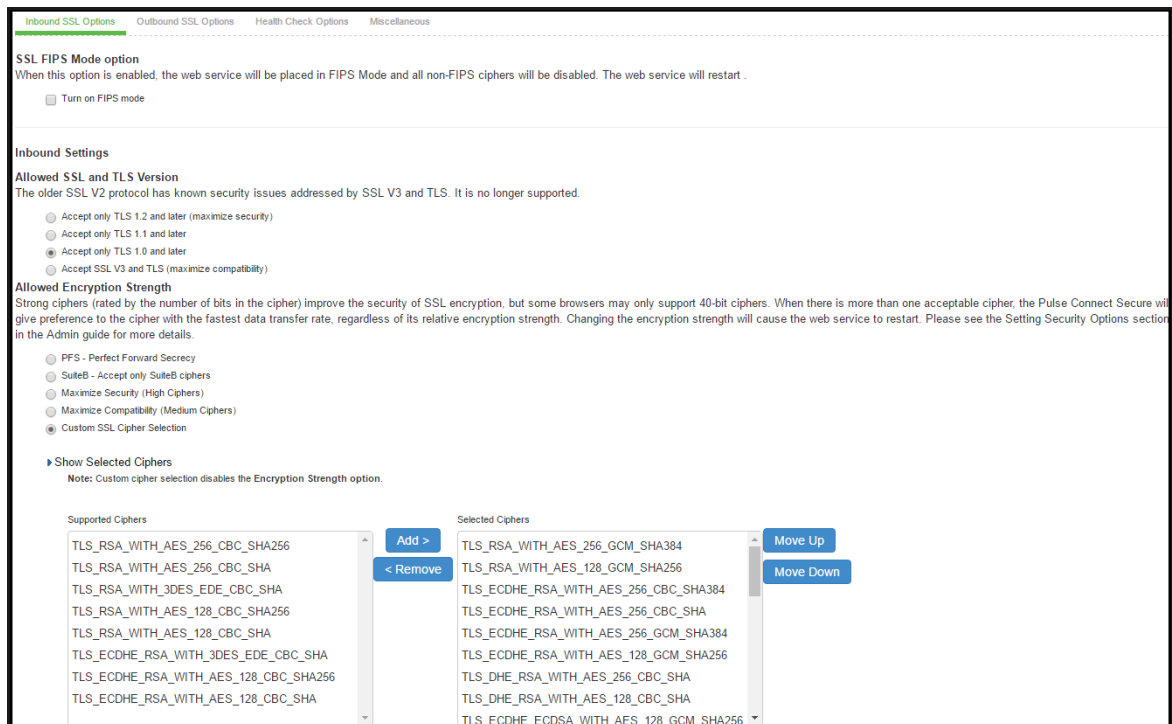 Inbound SSL Options Outbound SSL Options Health Check Options Miscellaneous
SSL FIPS Mode option
When this option is enabled, the web service will be placed in FIPS Mode and all non-FIPS ciphers will be disabled. The web service will restart .
Turn on FIPS mode
Inbound Settings
Allowed SSL and TLS Version
The older SSL V2 protocol has known security issues addressed by SSL V3 and TLS. It is no longer supported.
Accept only TLS 1.2 and later (maximize security)
Accept only TLS 1.1 and later
Accept only TLS 1.0 and later
Accept SSL V3 and TLS (maximize compatibility)
Allowed Encryption Strength
Strong ciphers (rated by the number of bits in the cipher) improve the security of SSL encryption, but some browsers may only support 40-bit ciphers. When there is more than one acceptable cipher, the Pulse Connect Secure will
give preference to the cipher with the fastest data transfer rate, regardless of its relative encryption strength. Changing the encryption strength will cause the web service to restart. Please see the Setting Security Options section
in the Admin guide for more details.
PFS - Perfect Forward Secrecy
SuiteB - Accept only SuiteB ciphers
Maximize Security (High Ciphers)
Maximize Compatibility (Medium Ciphers)
Custom SSL Cipher Selection
Show Selected Ciphers
Note: Custom cipher selection disables the Encryption Strength option.
Supported Ciphers
TLS_RSA_WITH_AES_256_CBC_SHA256
TLS_RSA_WITH_AES_256_CBC_SHA
TLS_RSA_WITH_3DES_EDE_CBC_SHA
TLS_RSA_WITH_AES_128_CBC_SHA256
TLS_RSA_WITH_AES_128_CBC_SHA
TLS_ECDHE_RSA_WITH_3DES_EDE_CBC_SHA
TLS_ECDHE_RSA_WITH_AES_128_CBC_SHA256
TLS_ECDHE_RSA_WITH_AES_128_CBC_SHA
Add >
< Remove
Selected Ciphers
TLS_RSA_WITH_AES_256_GCM_SHA384
TLS_RSA_WITH_AES_128_GCM_SHA256
TLS_ECDHE_RSA_WITH_AES_256_CBC_SHA384
TLS_ECDHE_RSA_WITH_AES_256_CBC_SHA
TLS_ECDHE_RSA_WITH_AES_256_GCM_SHA384
TLS_ECDHE_RSA_WITH_AES_128_GCM_SHA256
TLS_DHE_RSA_WITH_AES_256_CBC_SHA
TLS_DHE_RSA_WITH_AES_128_CBC_SHA
TLS_ECDHE_ECDSA_WITH_AES_128_GCM_SHA256
Move Up
Move Down